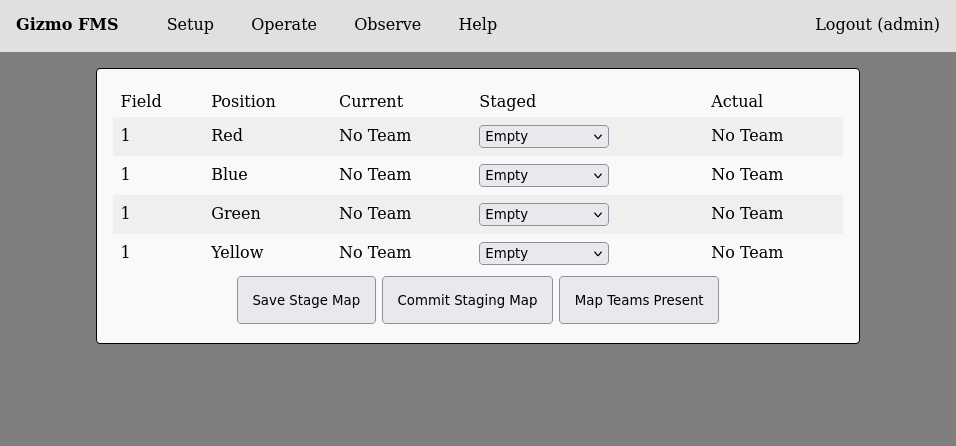 Gizmo FMS Setup Operate Observe Help Logout (admin)
Field Position Current Staged Actual
1 Red No Team Empty No Team
1 Blue No Team Empty No Team
1 Green No Team Empty No Team
1 Yellow No Team Empty No Team
Save Stage Map Commit Staging Map Map Teams Present